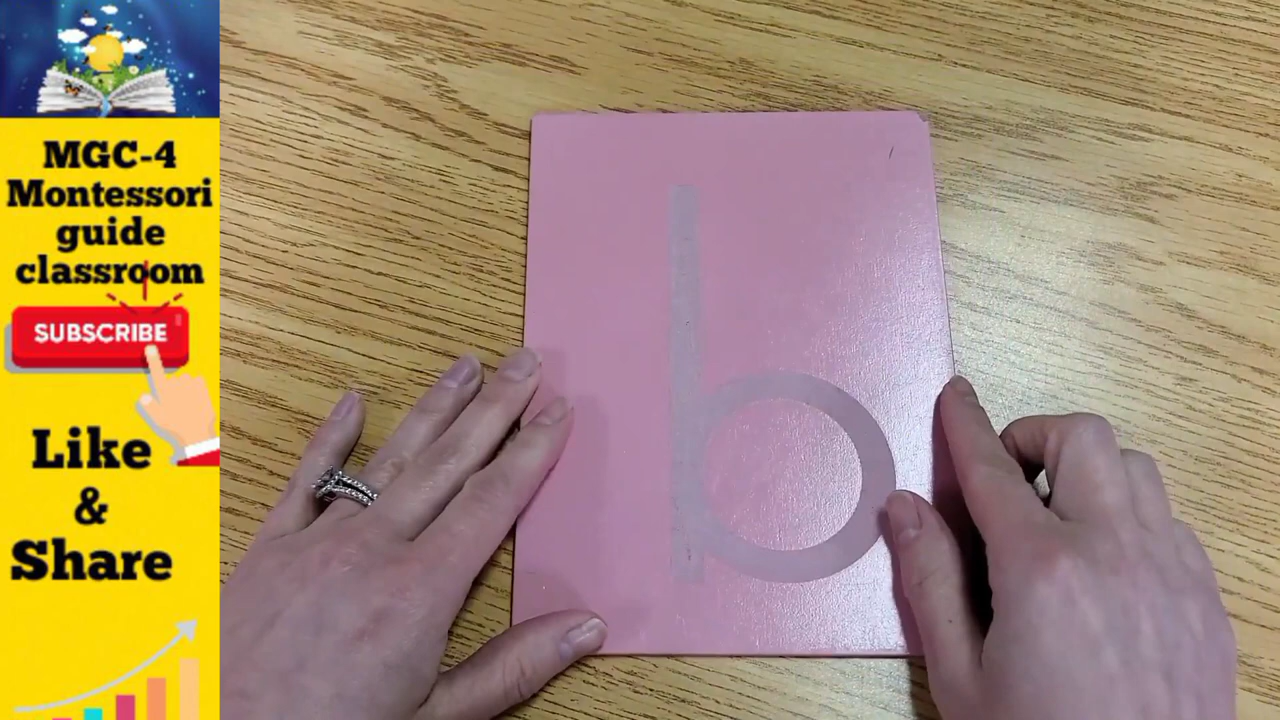 MGC-4
Montessori
guide
classroom
SUBSCRIBE
Like
&
Share
b